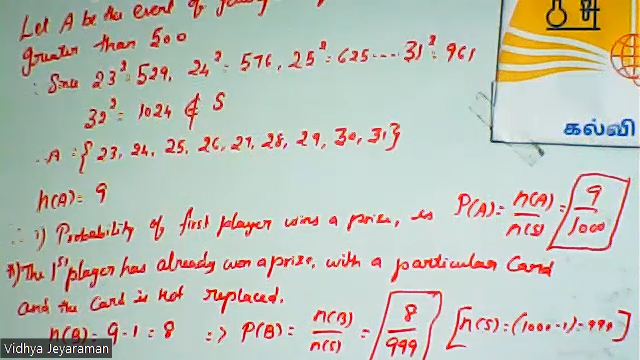 Let A be the event of
greater than 500
∴ Since 23² = 529, 24² = 576, 25² = 625 .... 31² = 961
32² = 1024 ∉ S
∴ A = {23, 24, 25, 26, 27, 28, 29, 30, 31}
n(A) = 9
∴ i) Probability of first player wins a prize, is P(A) = n(A)/n(S) = 9/1000
ii) The 1st player has already won a prize, with a particular Card
and the card is not replaced.
n(B) = 9-1 = 8 => P(B) = n(B)/n(S) = 8/999 [n(S) = (1000-1) = 999]
கல்வி
Vidhya Jeyaraman